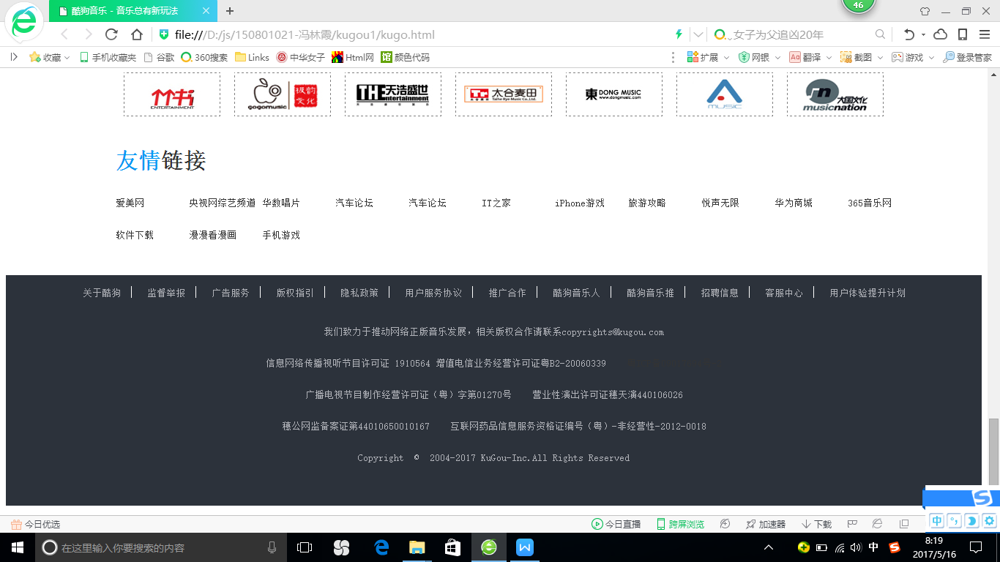 46
酷狗音乐 - 音乐总有新玩法
file:///D:/js/150801021-冯林霞/kugou1/kugo.html
女子为父追凶20年
收藏 手机收藏夹 谷歌 360搜索 Links 中华女子 Html网 颜色代码 扩展 网银 翻译 截图 游戏 登录管家
竹书 ENTERTAINMENT
gogomusic 极韵文化
THE 天浩盛世 entertainment 天浩盛世娱乐
太合麦田 Taihe Rye Music Co.,Ltd.
東 DONG MUSIC www.dongmusic.com
MUSIC
大国文化 musicnation
友情链接
爱美网 央视网综艺频道 华数唱片 汽车论坛 汽车论坛 IT之家 iPhone游戏 旅游攻略 悦声无限 华为商城 365音乐网
软件下载 漫漫看漫画 手机游戏
关于酷狗 监督举报 广告服务 版权指引 隐私政策 用户服务协议 推广合作 酷狗音乐人 酷狗音乐推 招聘信息 客服中心 用户体验提升计划
我们致力于推动网络正版音乐发展，相关版权合作请联系copyrights@kugou.com
信息网络传播视听节目许可证 1910564 增值电信业务经营许可证粤B2-20060339
广播电视节目制作经营许可证（粤）字第01270号 营业性演出许可证穗天演440106026
穗公网监备案证第44010650010167 互联网药品信息服务资格证编号（粤）-非经营性-2012-0018
Copyright © 2004-2017 KuGou-Inc.All Rights Reserved
中
今日优选 今日直播 跨屏浏览 加速器 下载
在这里输入你要搜索的内容
中
8:19
2017/5/16